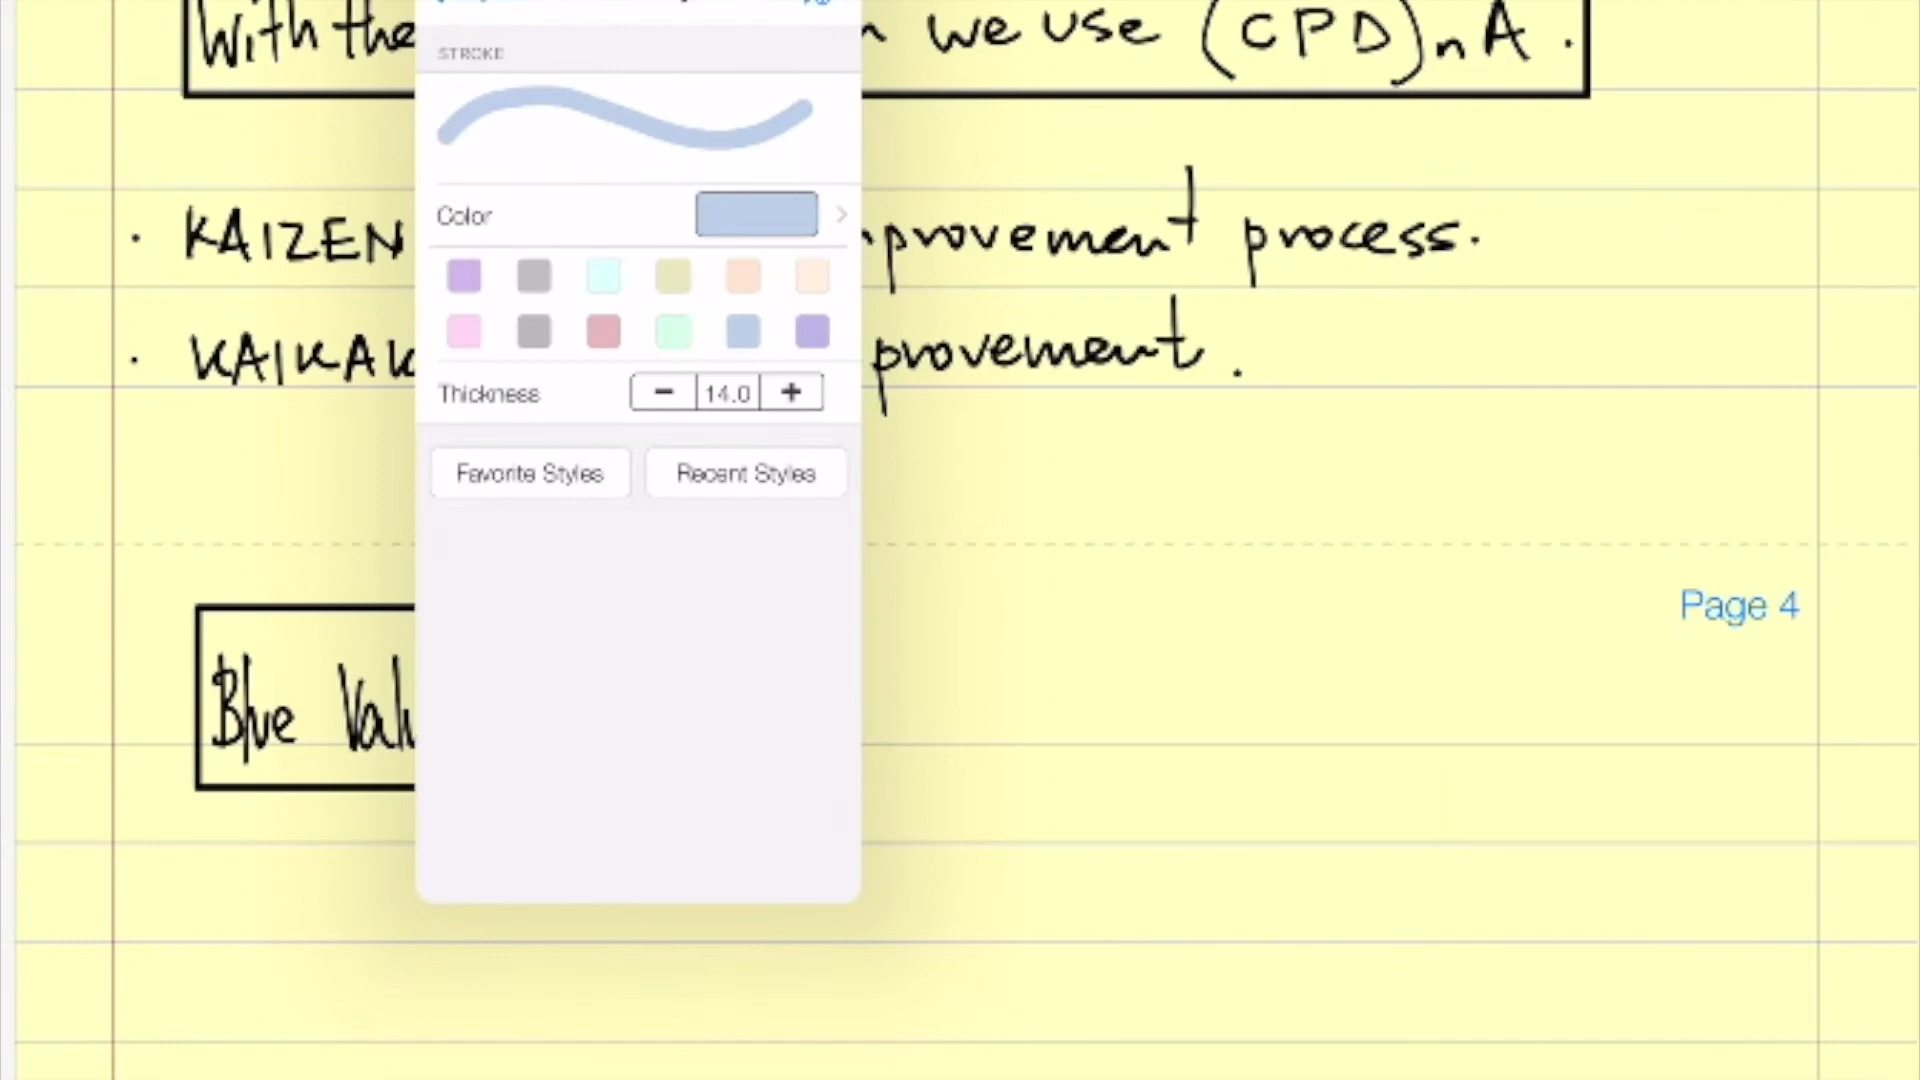 With the we use (CPD)nA.
STROKE
Color
· KAIZEN provement process.
· KAIKAK provement.
Thickness - 14.0 +
Favorite Styles Recent Styles
Page 4
Blue Valu